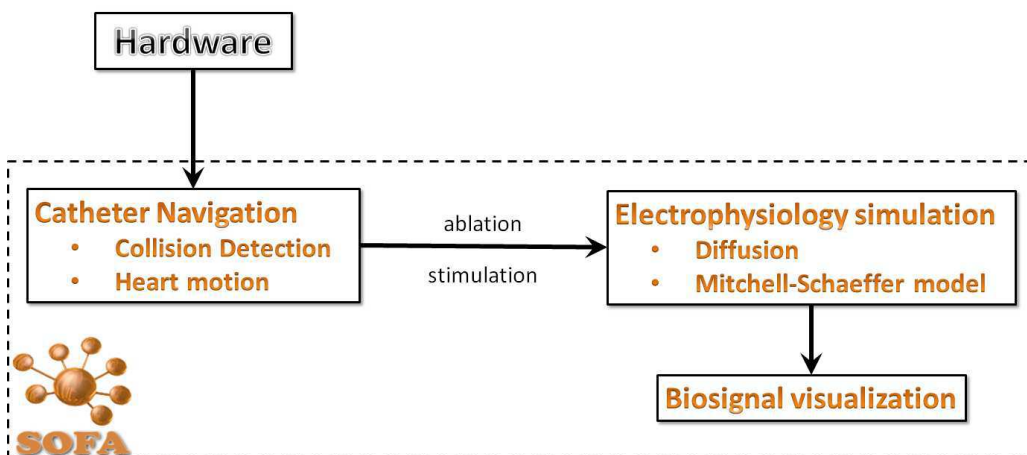 Hardware
Catheter Navigation
• Collision Detection
• Heart motion
ablation
stimulation
Electrophysiology simulation
• Diffusion
• Mitchell-Schaeffer model
Biosignal visualization
SOFA